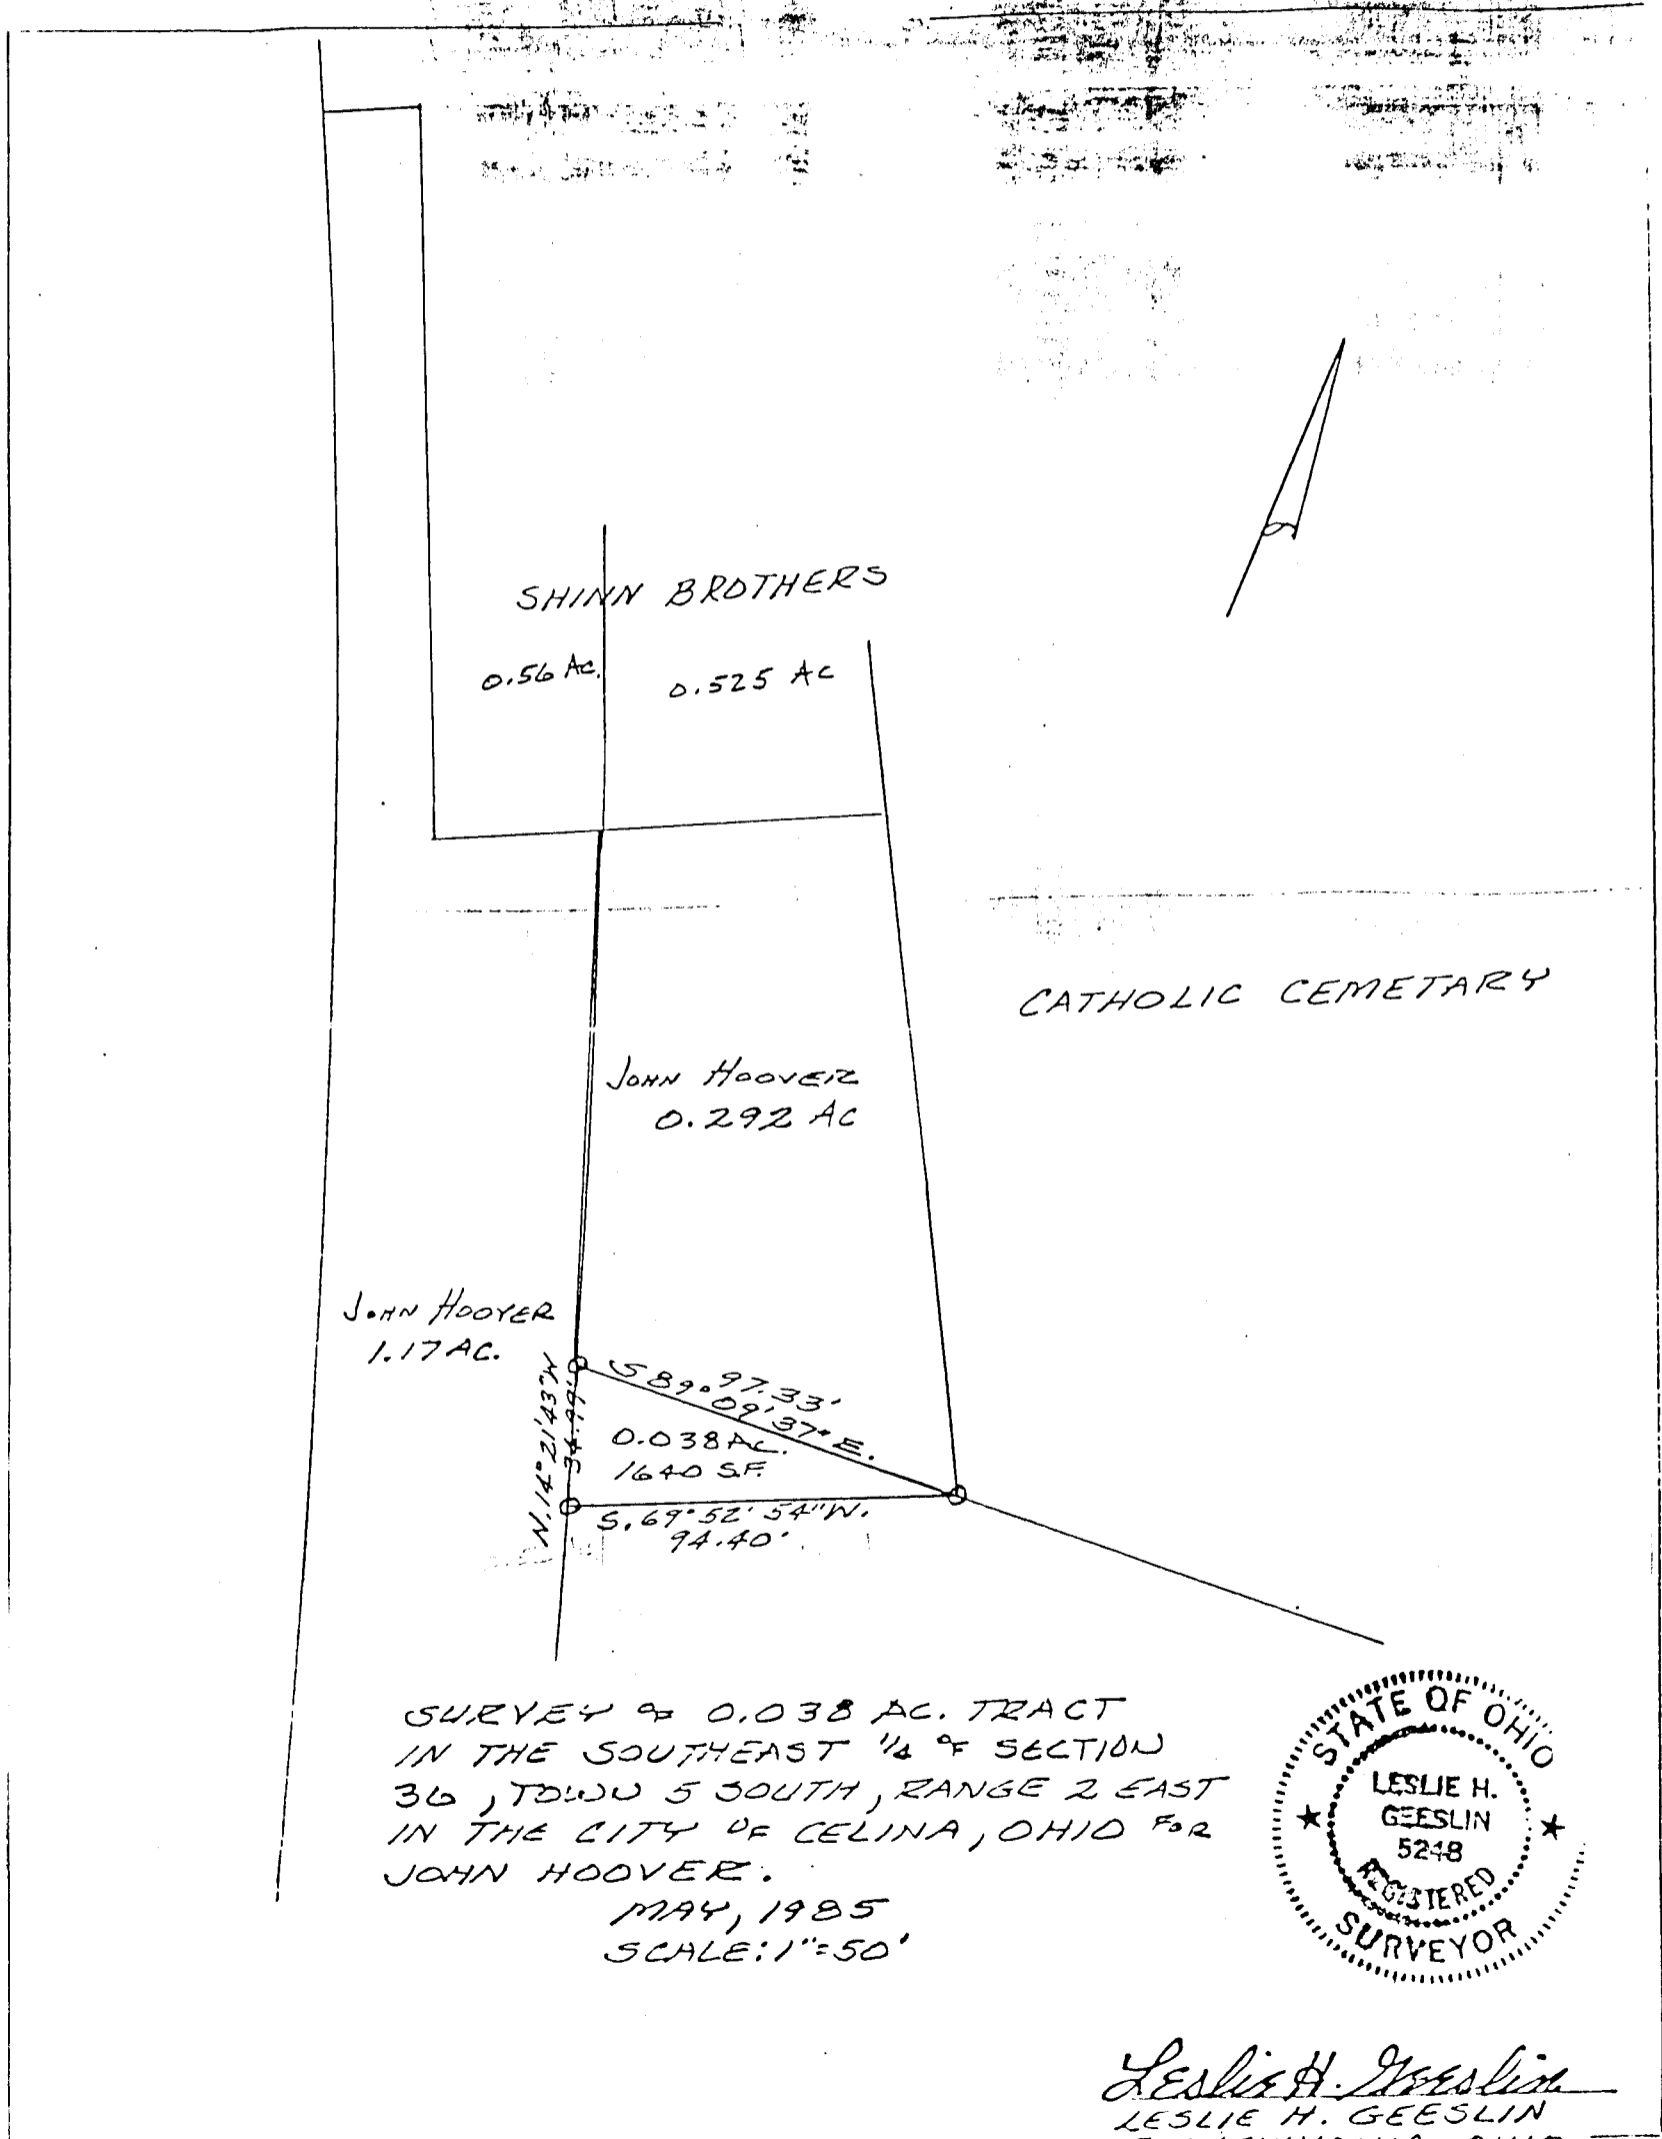 SHINN BROTHERS
0.56 AC.
0.525 AC
CATHOLIC CEMETARY
JOHN HOOVER
0.292 AC
JOHN HOOVER
1.17 AC.
N. 14° 21' 43" W
34.99'
97.33'
S 89° 09' 37" E.
0.038 AC.
1640 S.F.
S. 69° 52' 54" W.
94.40'
SURVEY OF 0.038 AC. TRACT
IN THE SOUTHEAST 1/4 OF SECTION
36, TOWN 5 SOUTH, RANGE 2 EAST
IN THE CITY OF CELINA, OHIO FOR
JOHN HOOVER.
MAY, 1985
SCALE: 1"=50'
STATE OF OHIO
LESLIE H.
GEESLIN
5248
REGISTERED
SURVEYOR
Leslie H. Geeslin
LESLIE H. GEESLIN